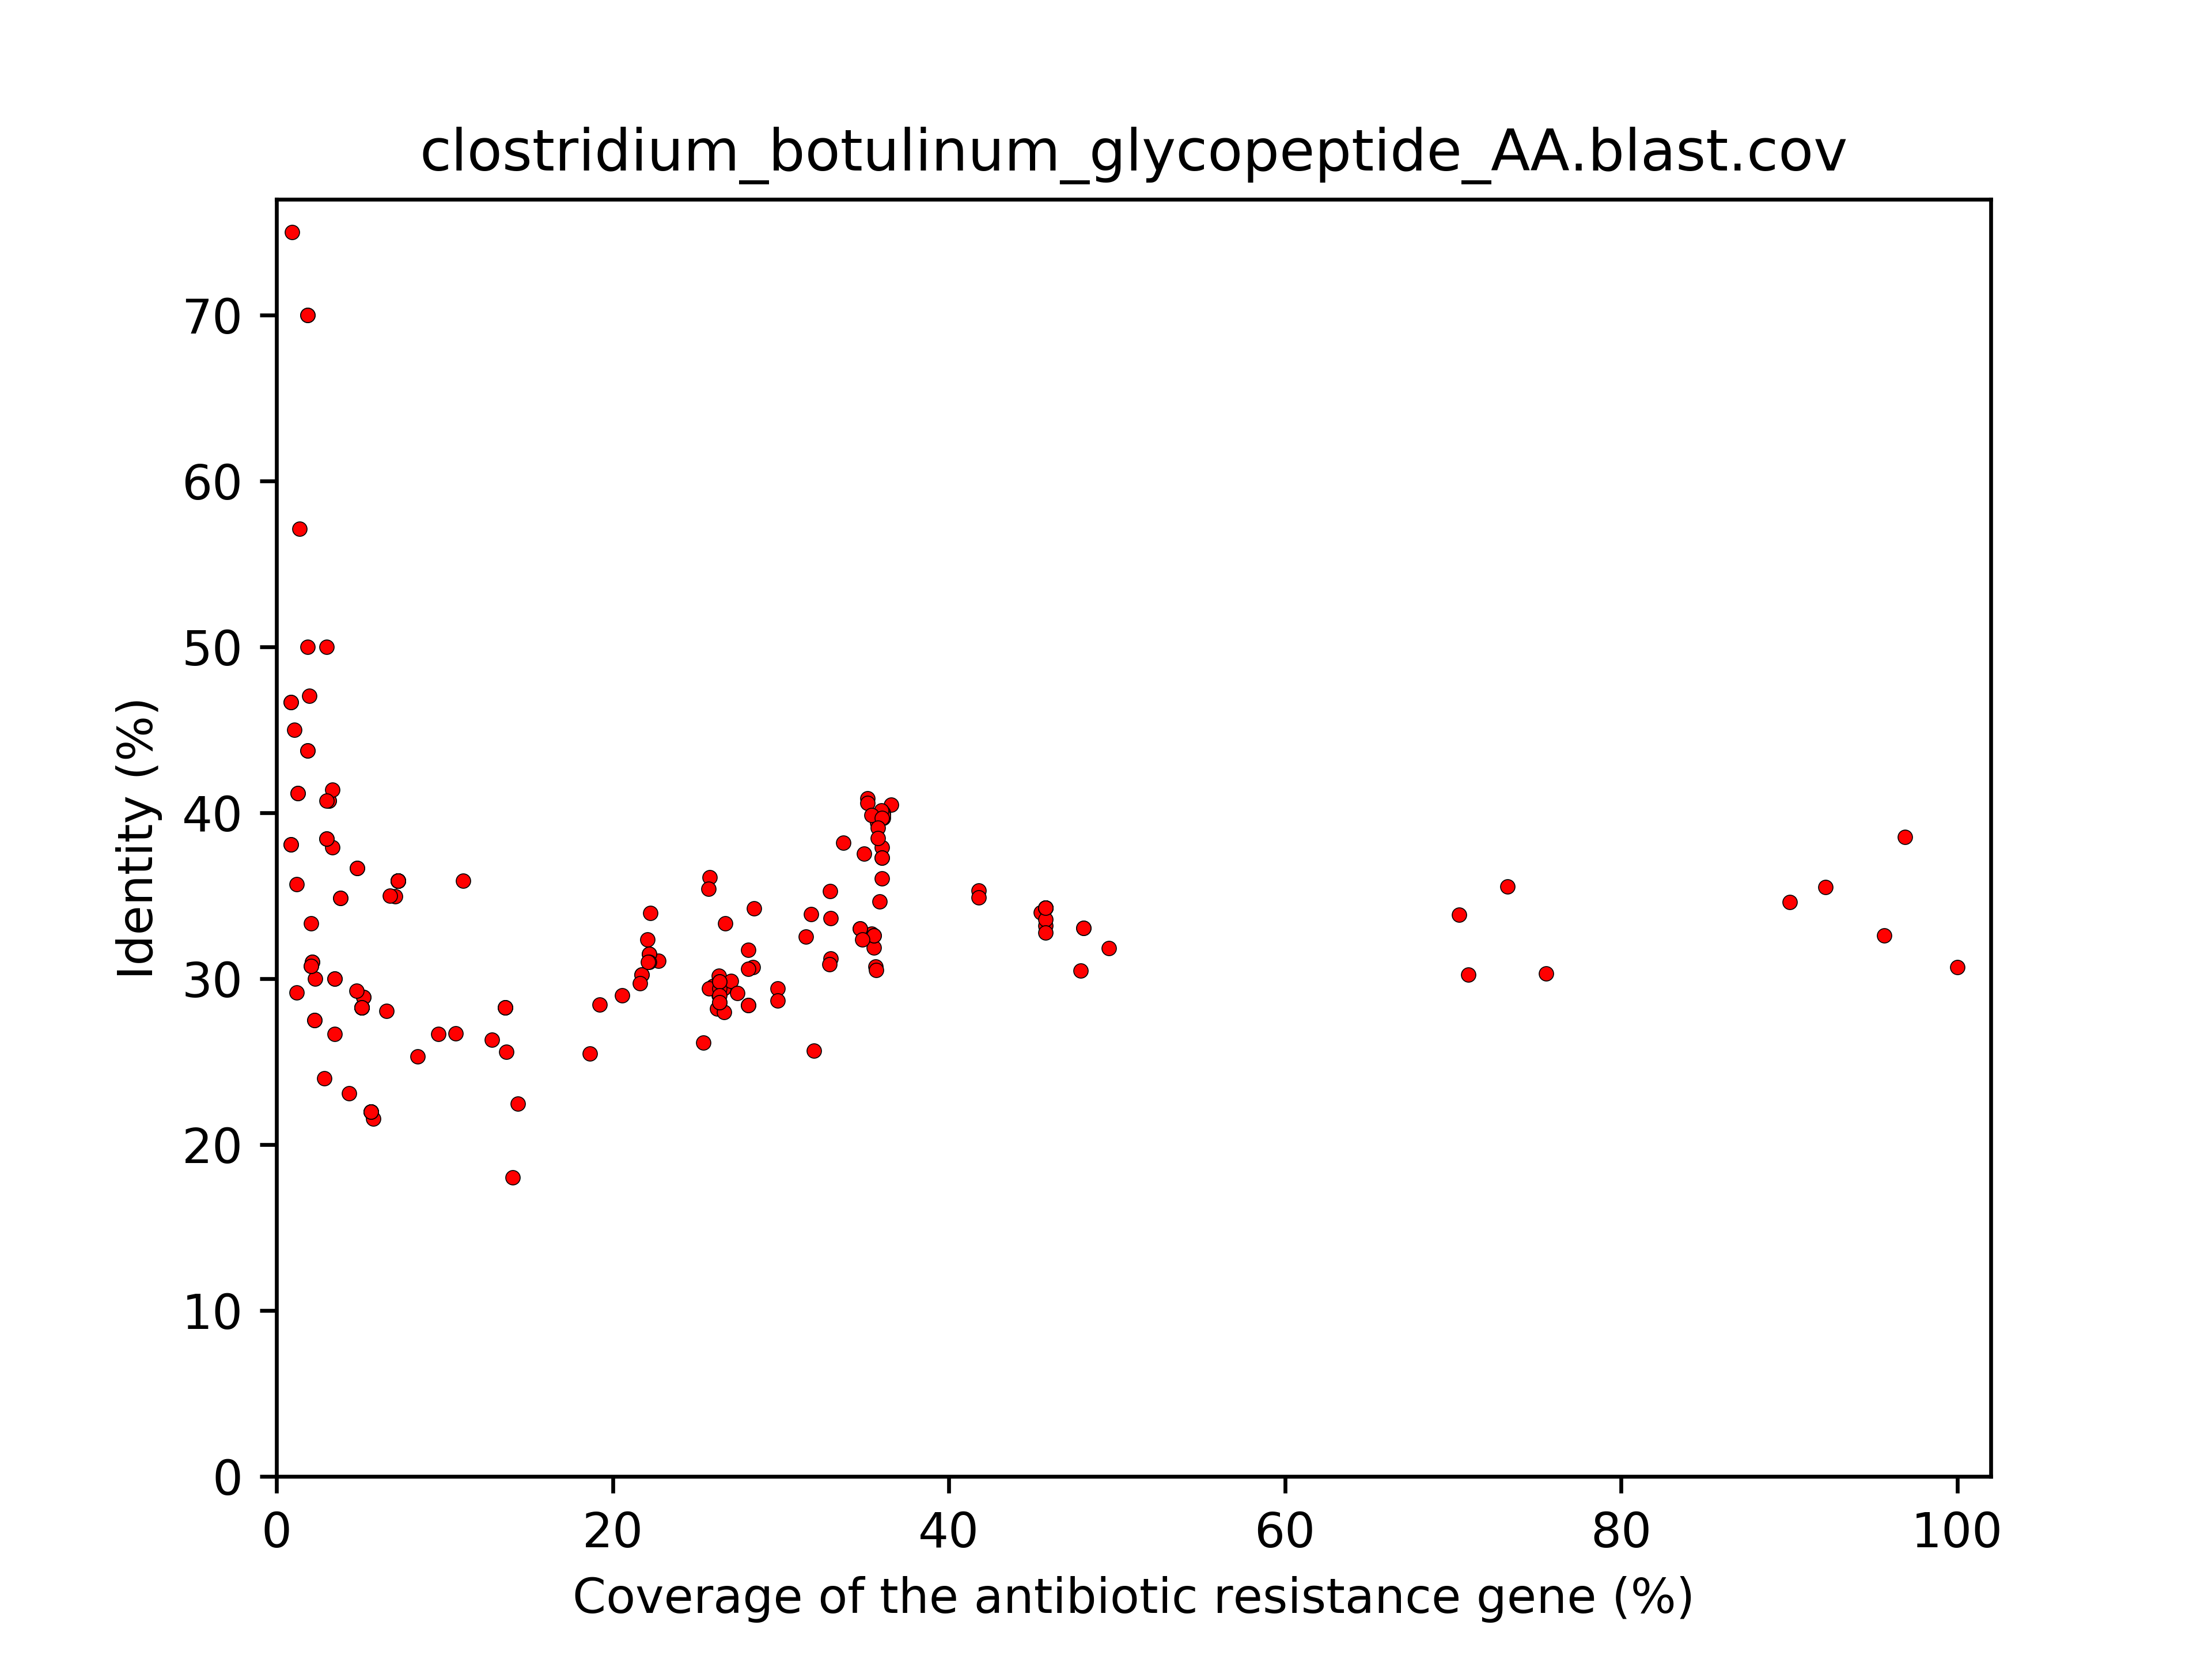 clostridium_botulinum_glycopeptide_AA.blast.cov
70
60
50
40
30
20
10
0
Identity (%)
0 20 40 60 80 100
Coverage of the antibiotic resistance gene (%)